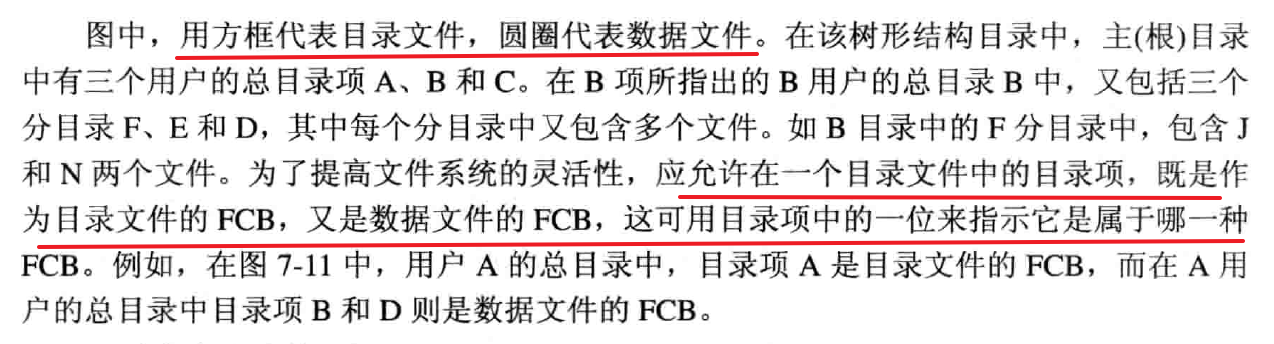 图中，用方框代表目录文件，圆圈代表数据文件。在该树形结构目录中，主(根)目录
中有三个用户的总目录项 A、B 和 C。在 B 项所指出的 B 用户的总目录 B 中，又包括三个
分目录 F、E 和 D，其中每个分目录中又包含多个文件。如 B 目录中的 F 分目录中，包含 J
和 N 两个文件。为了提高文件系统的灵活性，应允许在一个目录文件中的目录项，既是作
为目录文件的 FCB，又是数据文件的 FCB，这可用目录项中的一位来指示它是属于哪一种
FCB。例如，在图 7-11 中，用户 A 的总目录中，目录项 A 是目录文件的 FCB，而在 A 用
户的总目录中目录项 B 和 D 则是数据文件的 FCB。